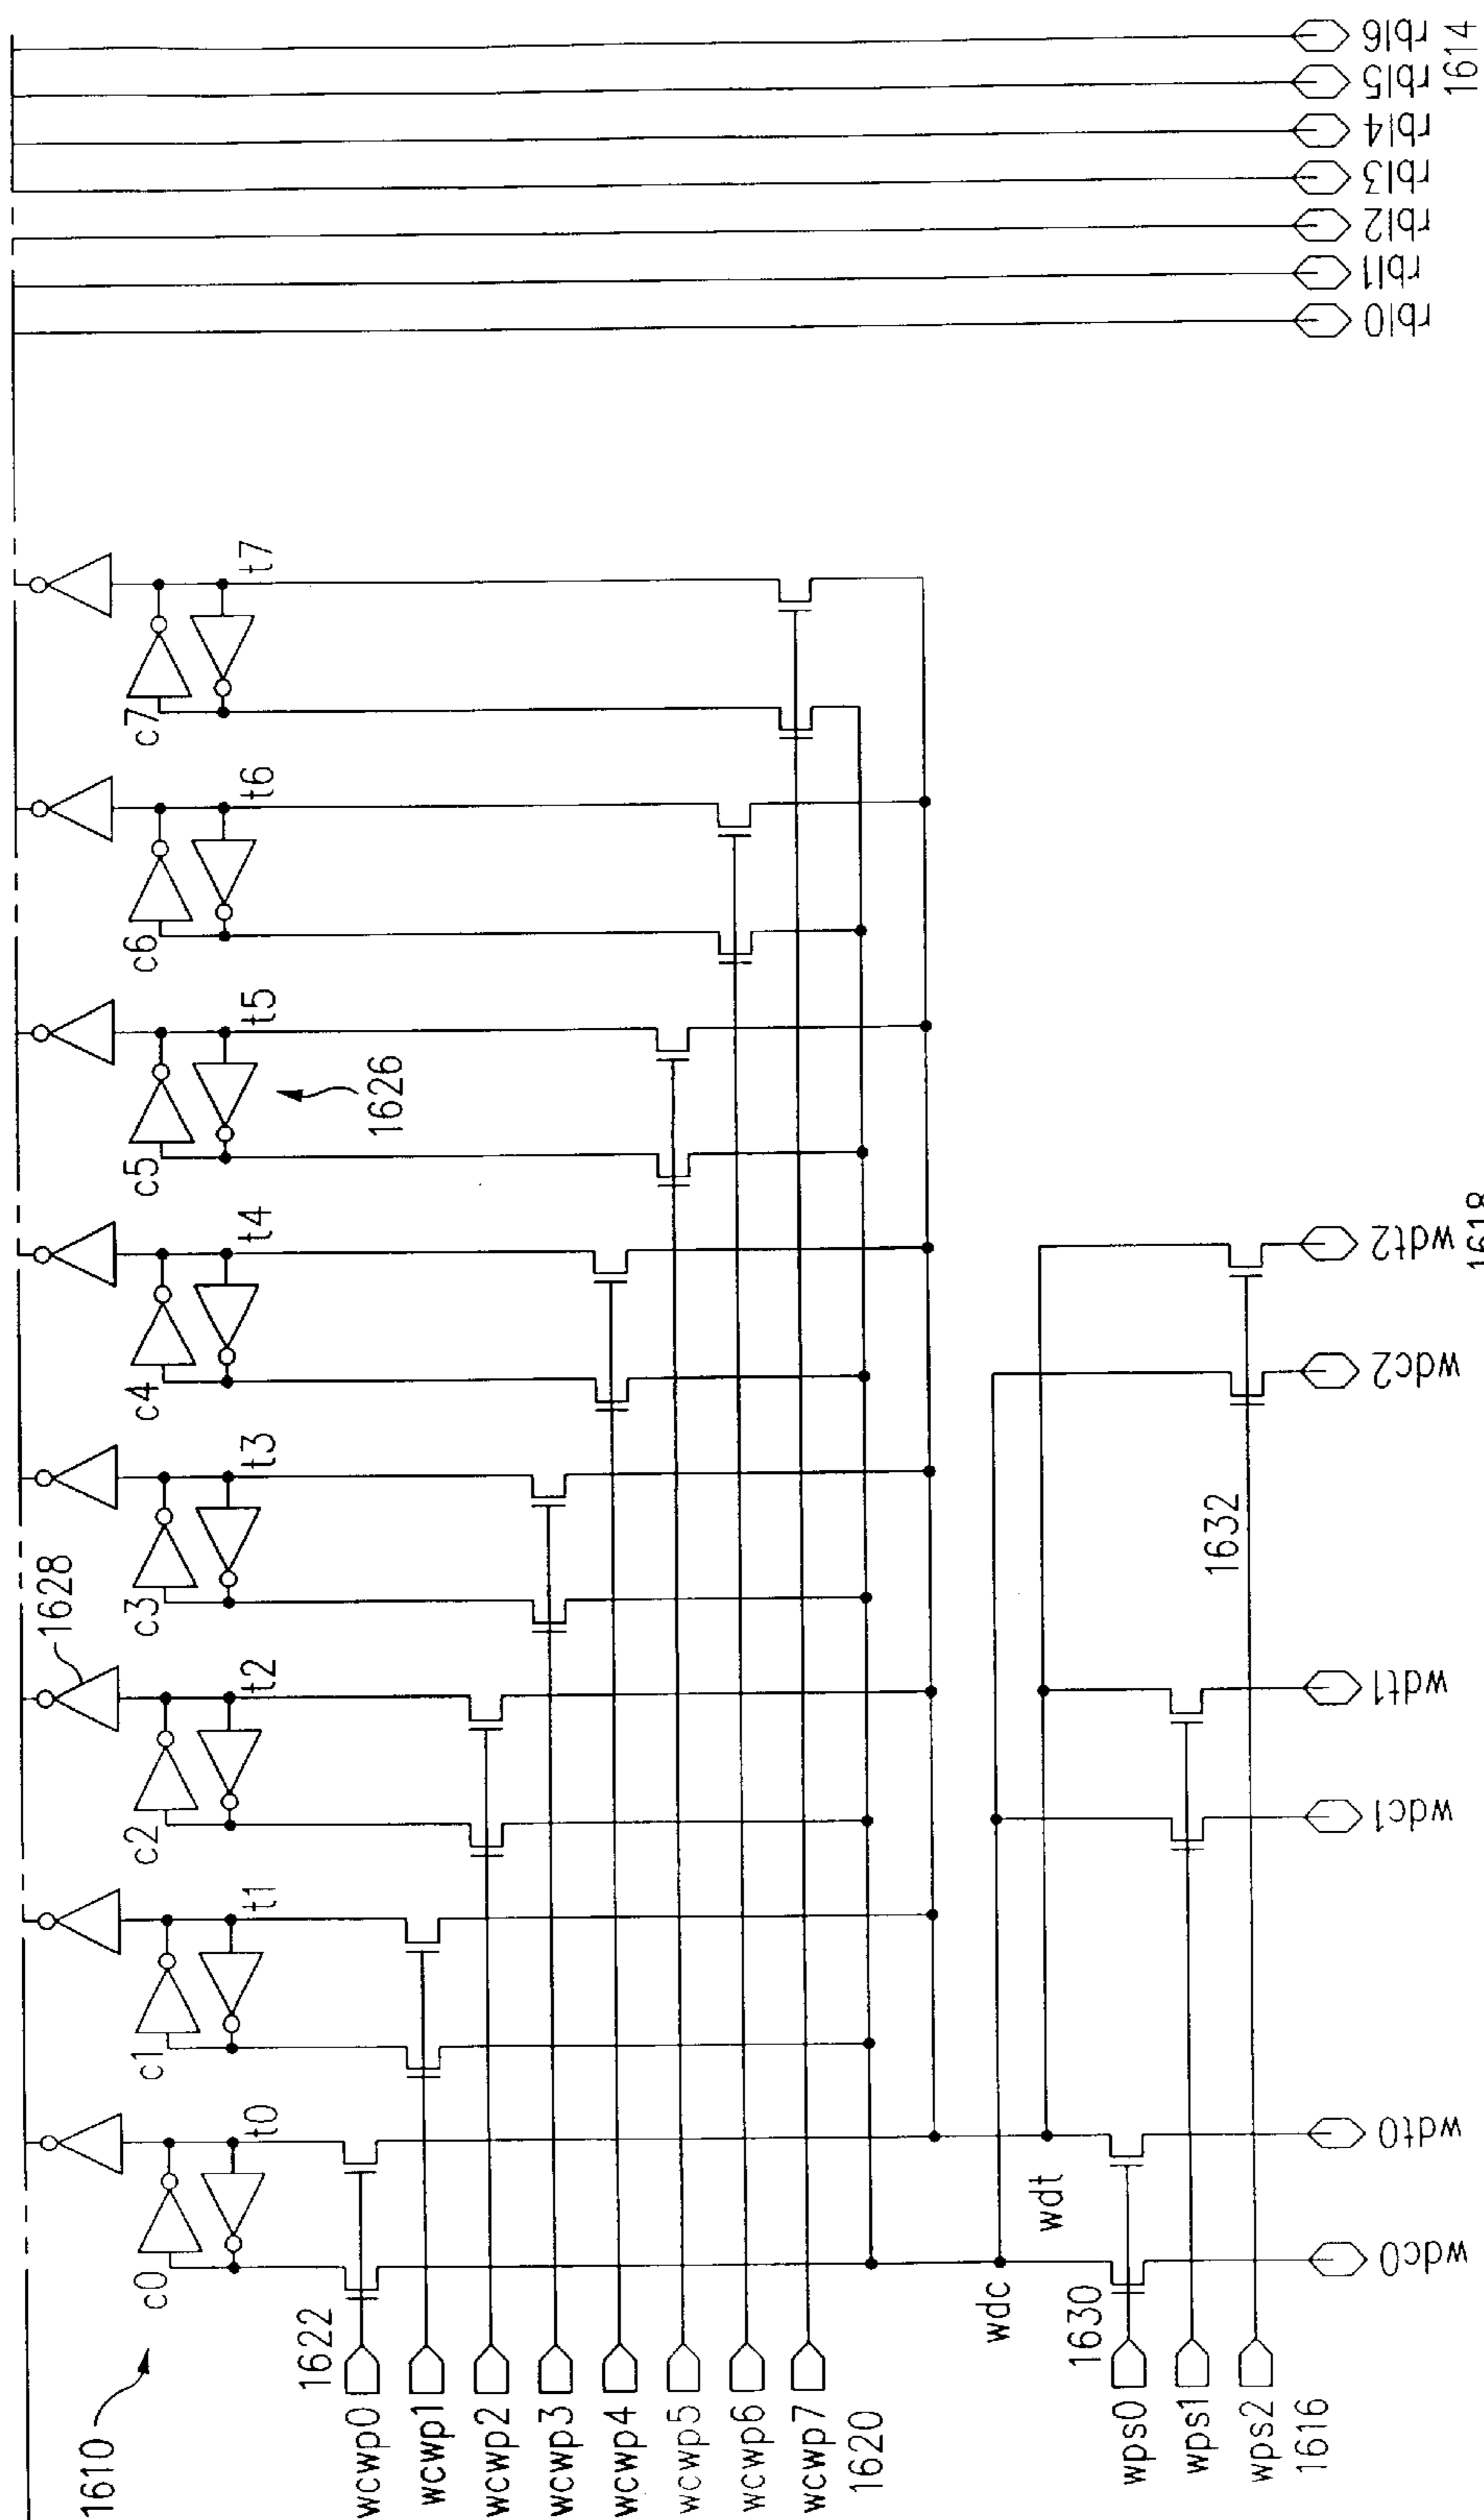 1610
c0
t0
c1
t1
c2
t2
1628
c3
t3
c4
t4
c5
t5
1626
c6
t6
c7
t7
1622
wcwp0
wcwp1
wcwp2
wcwp3
wcwp4
wcwp5
wcwp6
wcwp7
1620
wdc
wdt
1630
1632
wps0
wps1
wps2
1616
wdc0
wdt0
wdc1
wdt1
wdc2
wdt2
1618
rbl0
rbl1
rbl2
rbl3
rbl4
rbl5
rbl6
1614